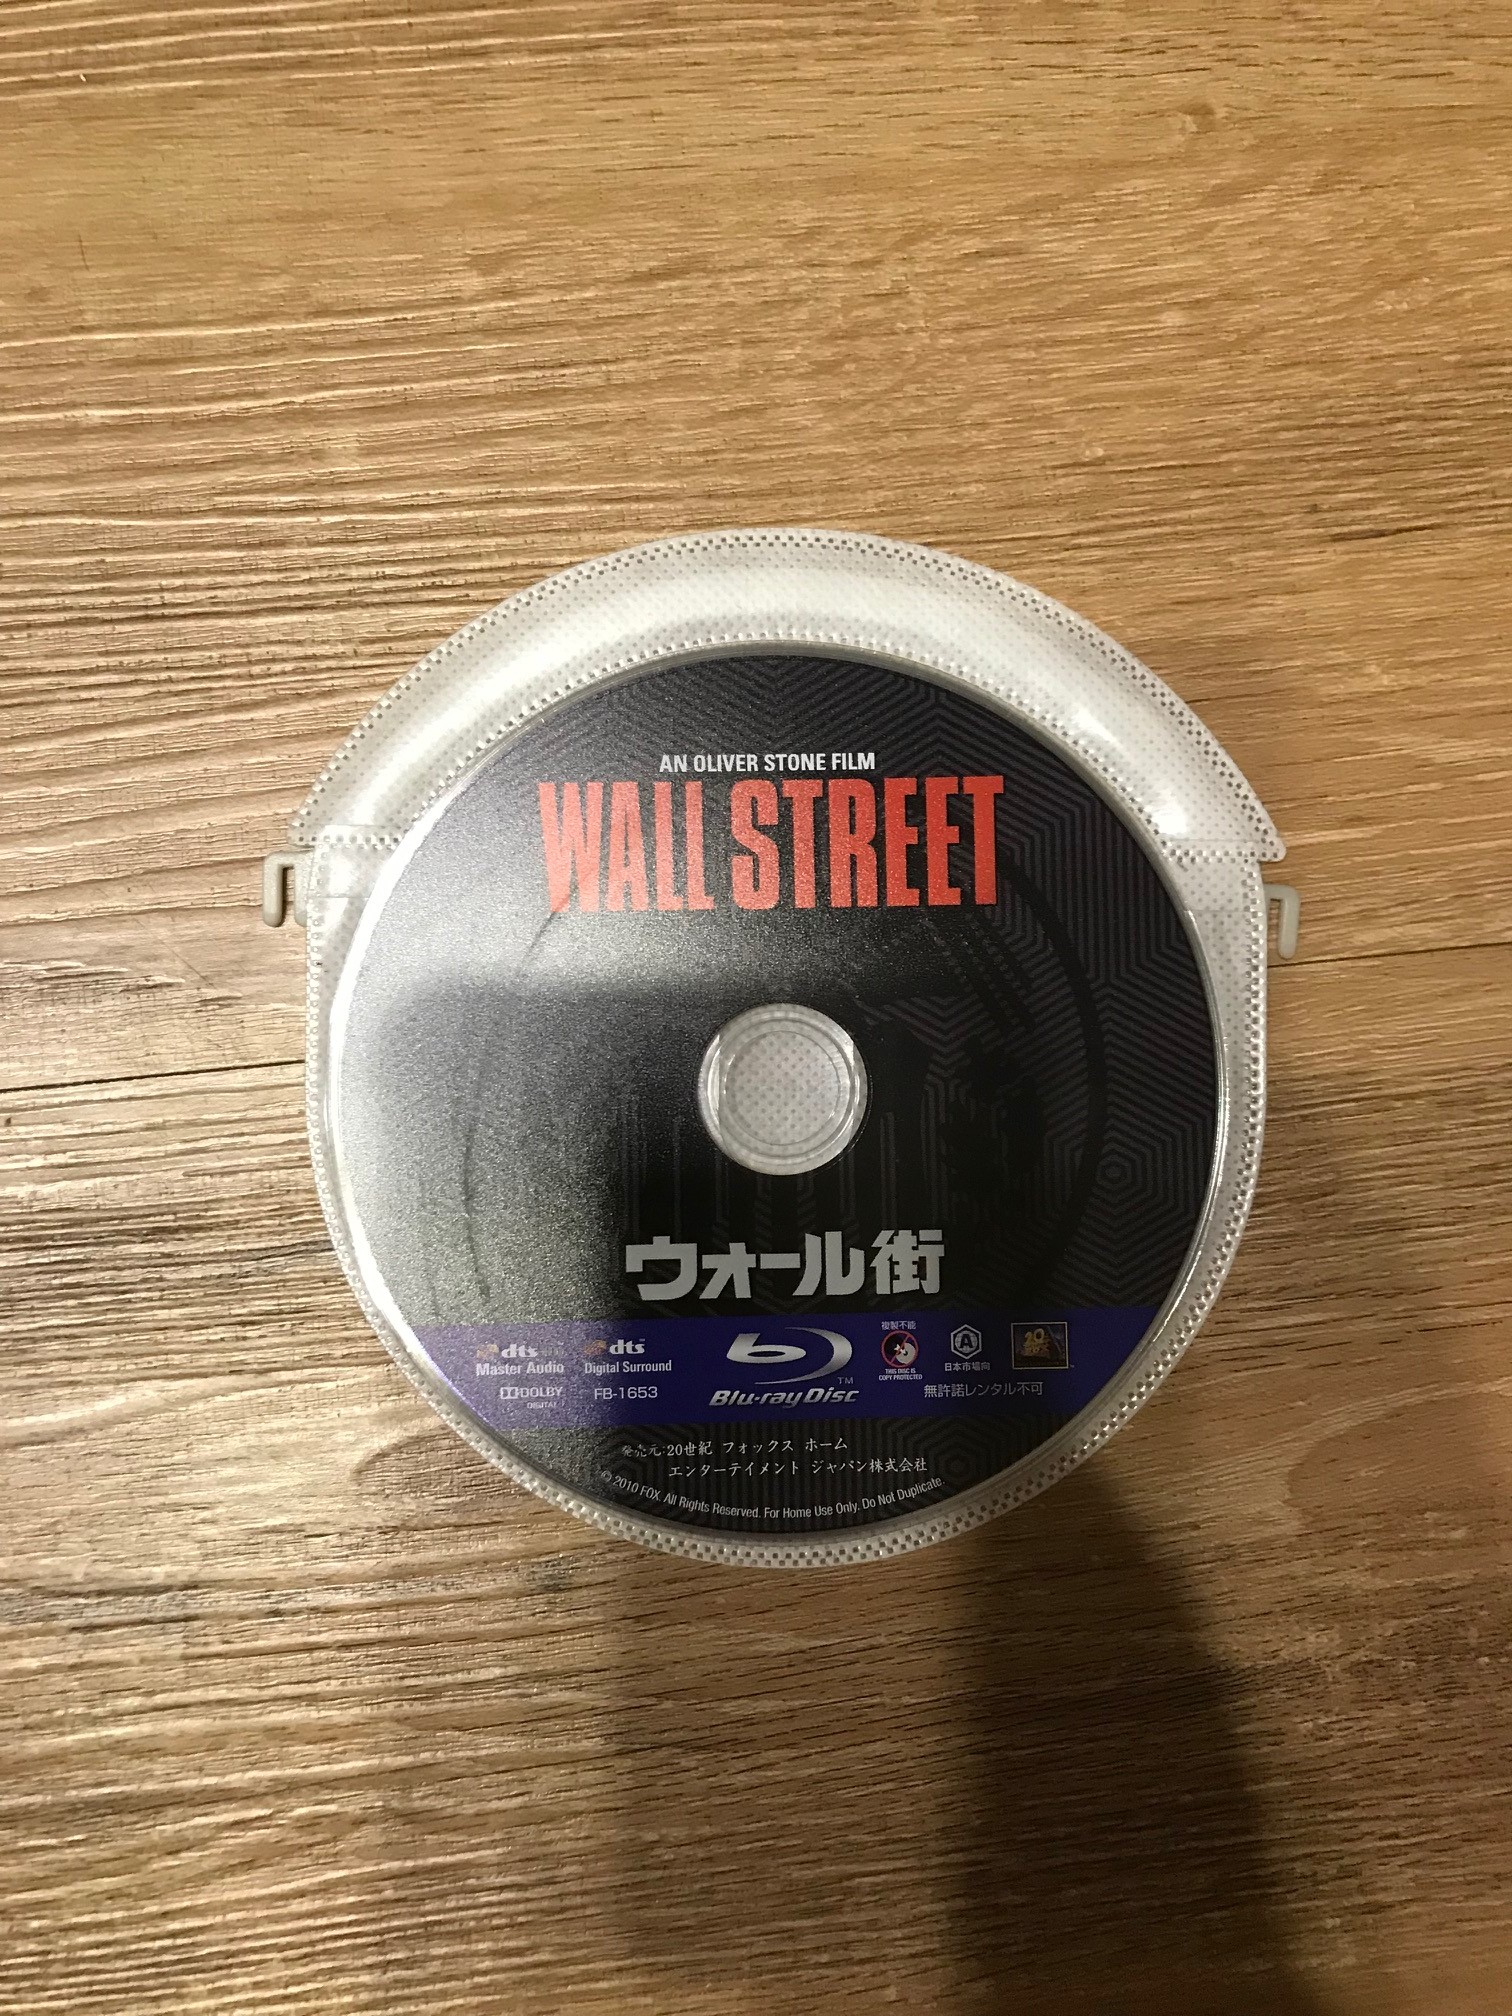 AN OLIVER STONE FILM
WALL STREET
ウォール街
dts
Master Audio
dts
Digital Surround
DOLBY
DIGITAL
FB-1653
Blu-ray Disc
TM
複製不能
THIS DISC IS
COPY PROTECTED
A
日本市場向
20
無許諾レンタル不可
発売元:20世紀 フォックス ホーム
エンターテイメント ジャパン株式会社
© 2010 FOX. All Rights Reserved. For Home Use Only. Do Not Duplicate.